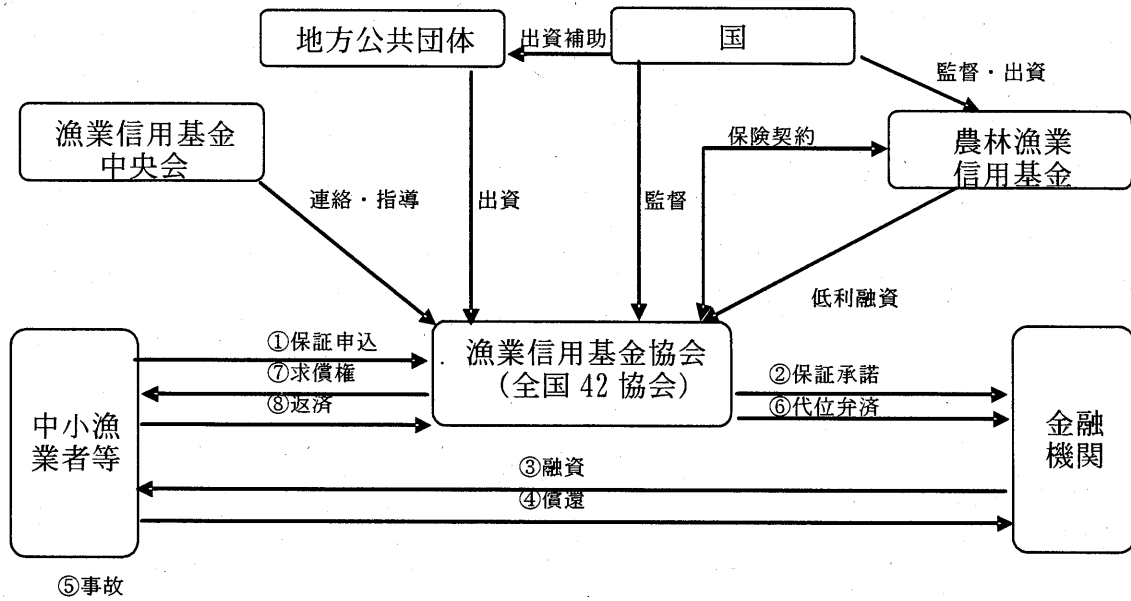 地方公共団体
出資補助
国
監督・出資
漁業信用基金
中央会
保険契約
農林漁業
信用基金
連絡・指導
出資
監督
低利融資
①保証申込
漁業信用基金協会
(全国42協会)
⑦求償権
②保証承諾
⑧返済
⑥代位弁済
中小漁
業者等
金融
機関
③融資
④償還
⑤事故